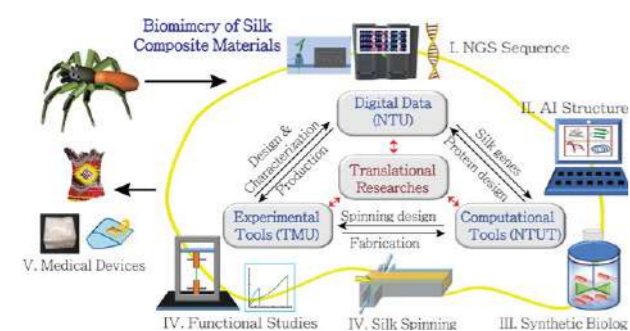 Biomimcry of Silk
Composite Materials
I. NGS Sequence
II. AI Structure
Digital Data
(NTU)
Design &
Characterization
Production
Silk genes
Protein design
Translational
Researches
Experimental
Tools (TMU)
Spinning design
Fabrication
Computational
Tools (NTUT)
V. Medical Devices
IV. Functional Studies
IV. Silk Spinning
III. Synthetic Biolog